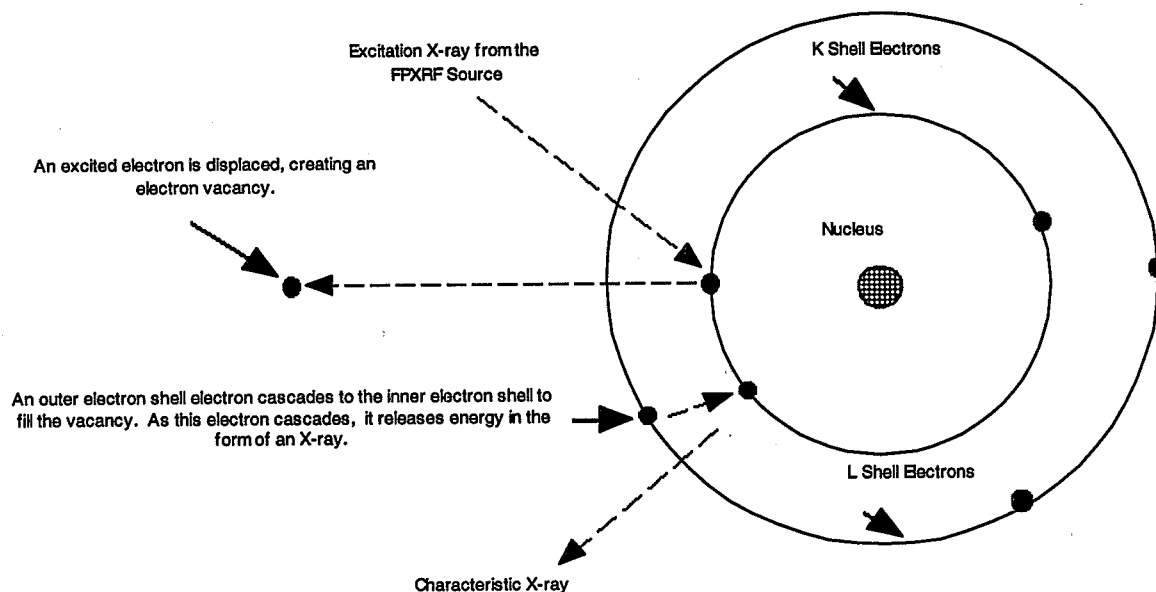 Excitation X-ray from the
FPXRF Source
K Shell Electrons
An excited electron is displaced, creating an
electron vacancy.
Nucleus
An outer electron shell electron cascades to the inner electron shell to
fill the vacancy. As this electron cascades, it releases energy in the
form of an X-ray.
L Shell Electrons
Characteristic X-ray